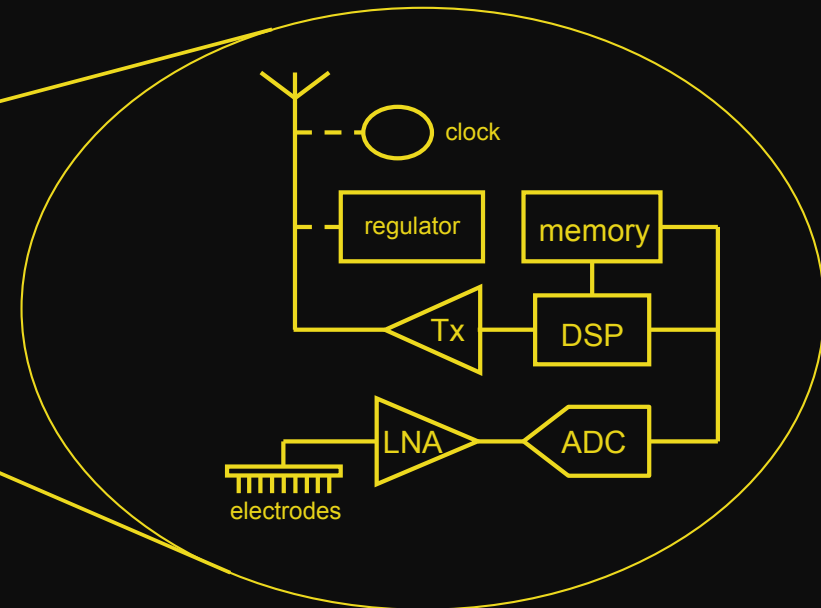 clock
regulator
memory
Tx
DSP
LNA
ADC
electrodes